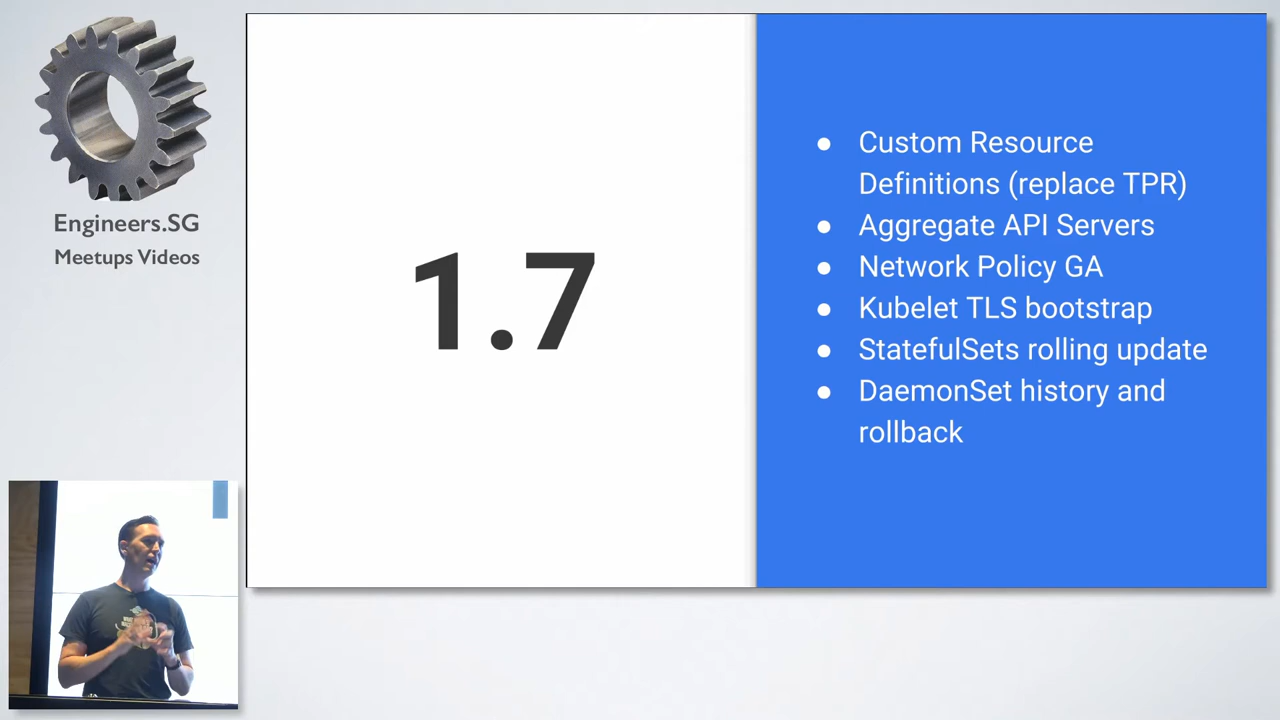 Engineers.SG
Meetups Videos
1.7
● Custom Resource
Definitions (replace TPR)
● Aggregate API Servers
● Network Policy GA
● Kubelet TLS bootstrap
● StatefulSets rolling update
● DaemonSet history and
rollback